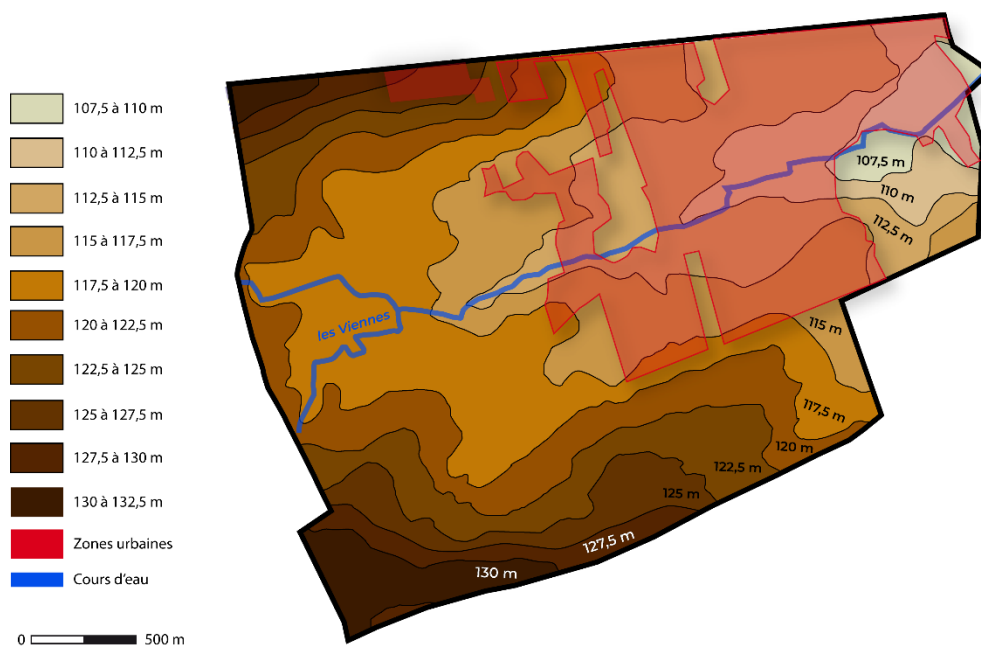 107,5 à 110 m
110 à 112,5 m
112,5 à 115 m
115 à 117,5 m
117,5 à 120 m
120 à 122,5 m
122,5 à 125 m
125 à 127,5 m
127,5 à 130 m
130 à 132,5 m
Zones urbaines
Cours d'eau
0 500 m
107,5 m
110 m
112,5 m
les Viennes
115 m
117,5 m
120 m
122,5 m
125 m
127,5 m
130 m